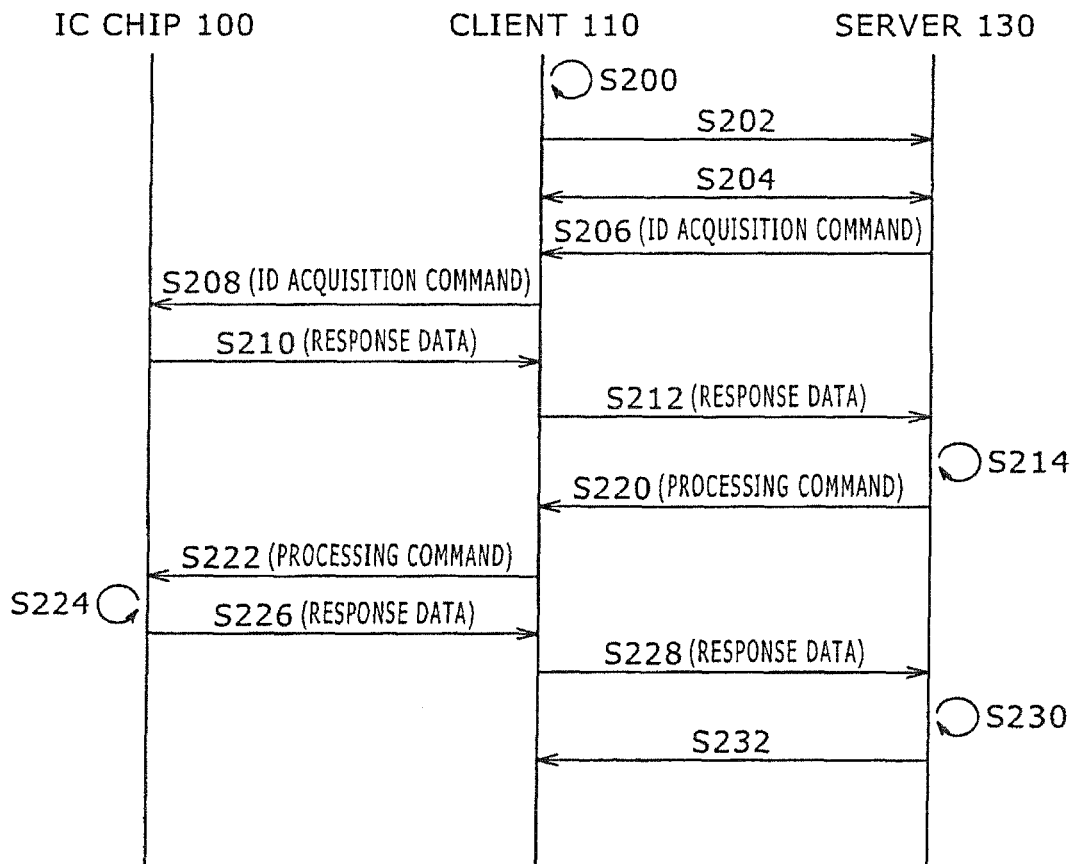 IC CHIP 100
CLIENT 110
SERVER 130
S200
S202
S204
S206 (ID ACQUISITION COMMAND)
S208 (ID ACQUISITION COMMAND)
S210 (RESPONSE DATA)
S212 (RESPONSE DATA)
S214
S220 (PROCESSING COMMAND)
S222 (PROCESSING COMMAND)
S224
S226 (RESPONSE DATA)
S228 (RESPONSE DATA)
S230
S232